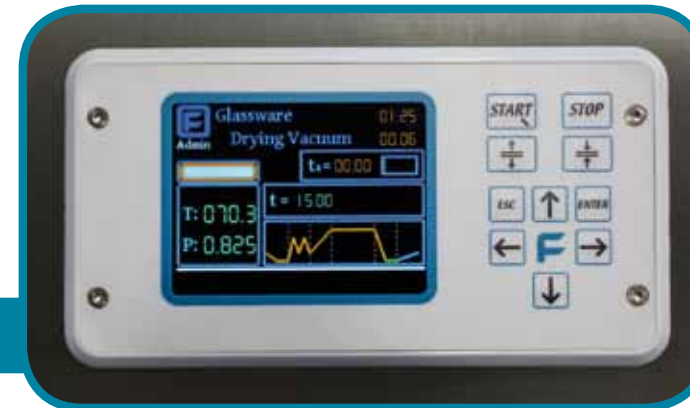 Glassware
01:25
Drying Vacuum
00.06
Admin
t₀= 00:00
T: 070.3
t = 15:00
P: 0.825
START STOP
ESC ENTER
F